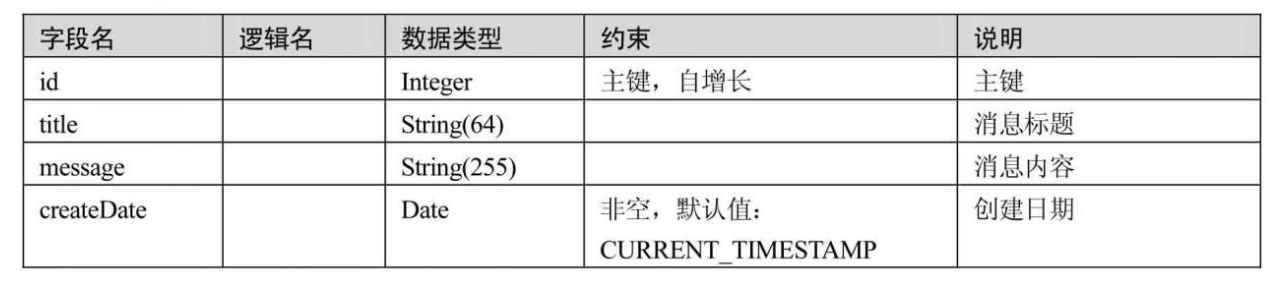 字段名 逻辑名 数据类型 约束 说明
id Integer 主键，自增长 主键
title String(64) 消息标题
message String(255) 消息内容
createDate Date 非空，默认值： 创建日期
CURRENT_TIMESTAMP